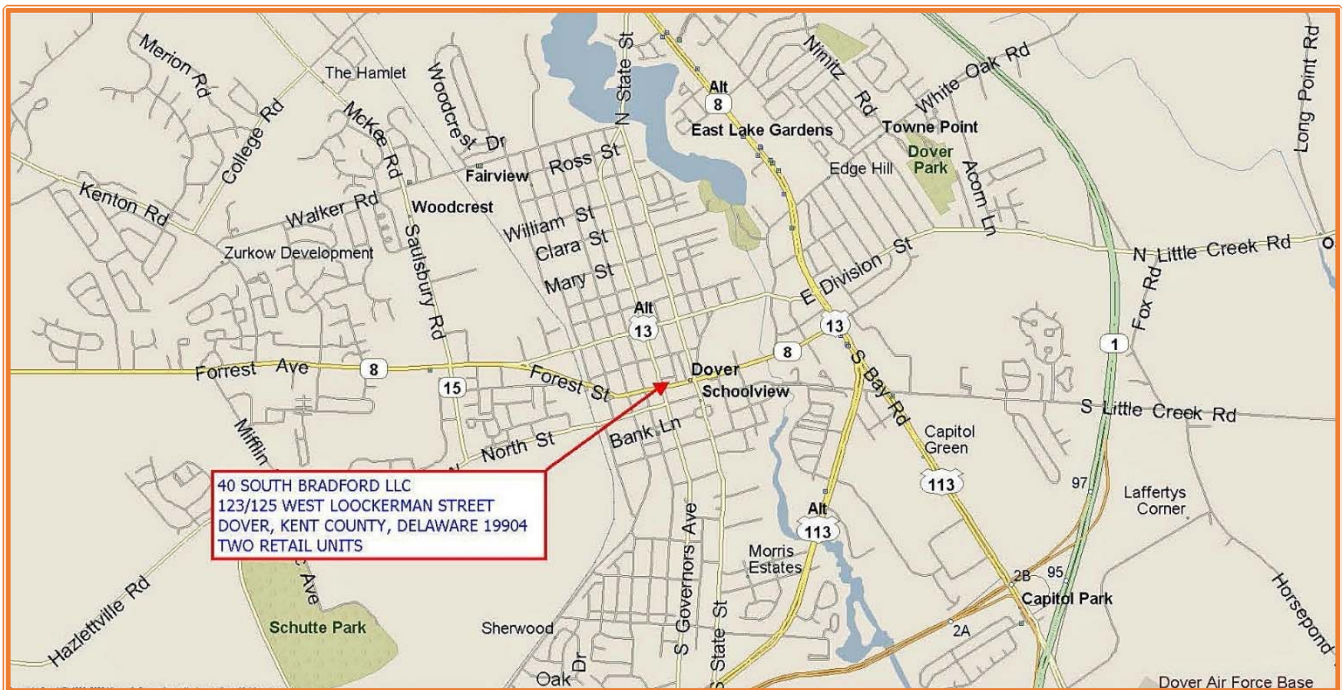 Merion Rd
The Hamlet
College Rd
McKee Rd
Woodcrest Dr
N State St
Alt
8
East Lake Gardens
Nimitz Rd
White Oak Rd
Towne Point
Dover
Park
Edge Hill
Acorn Ln
Long Point Rd
Kenton Rd
Walker Rd
Fairview
Ross St
Woodcrest
William St
Clara St
Mary St
Zurkow Development
Saulsbury Rd
E Division St
N Little Creek Rd
Fox Rd
Alt
13
13
8
1
Forrest Ave
8
15
Forest St
Dover
Schoolview
S Bay Rd
S Little Creek Rd
North St
Bank Ln
Capitol
Green
Mifflin
40 SOUTH BRADFORD LLC
123/125 WEST LOOCKERMAN STREET
DOVER, KENT COUNTY, DELAWARE 19904
TWO RETAIL UNITS
113
97
Laffertys
Corner
Alt
113
Morris
Estates
S Governors Ave
S State St
2B
95
Capitol Park
2A
Horsepond
Hazlettville Rd
Ave
Schutte Park
Sherwood
Oak Dr
Dover Air Force Base